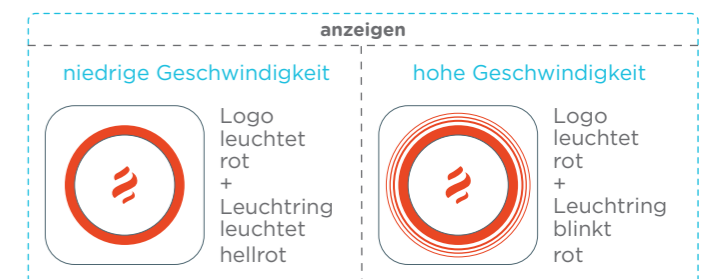 anzeigen
niedrige Geschwindigkeit
Logo
leuchtet
rot
+
Leuchtring
leuchtet
hellrot
hohe Geschwindigkeit
Logo
leuchtet
rot
+
Leuchtring
blinkt
rot